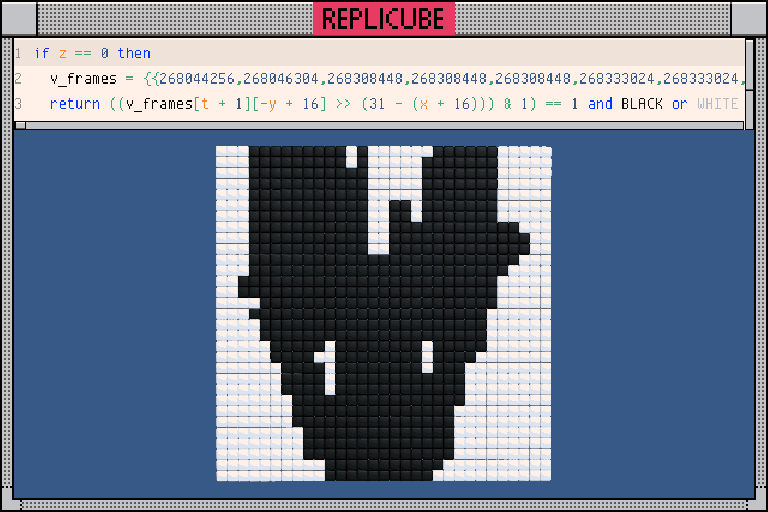 REPLICUBE
1 if z == 0 then
2 v_frames = {{268044256,268046304,268308448,268308448,268308448,268333024,268333024,
3 return ((v_frames[t + 1][-y + 16] >> (31 - (x + 16))) & 1) == 1 and BLACK or WHITE